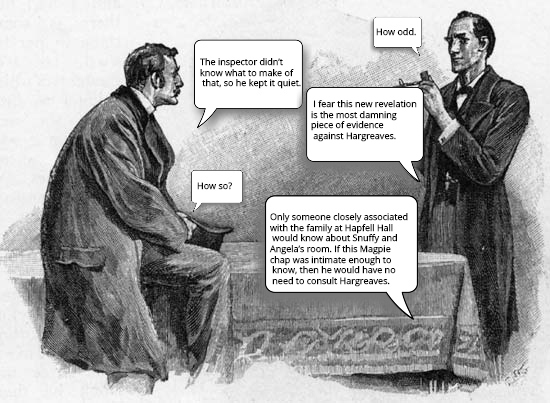 How odd.
The inspector didn't
know what to make of
that, so he kept it quiet.
I fear this new revelation
is the most damning
piece of evidence
against Hargreaves.
How so?
Only someone closely associated
with the family at Hapfell Hall
would know about Snuffy and
Angela's room. If this Magpie
chap was intimate enough to
know, then he would have no
need to consult Hargreaves.